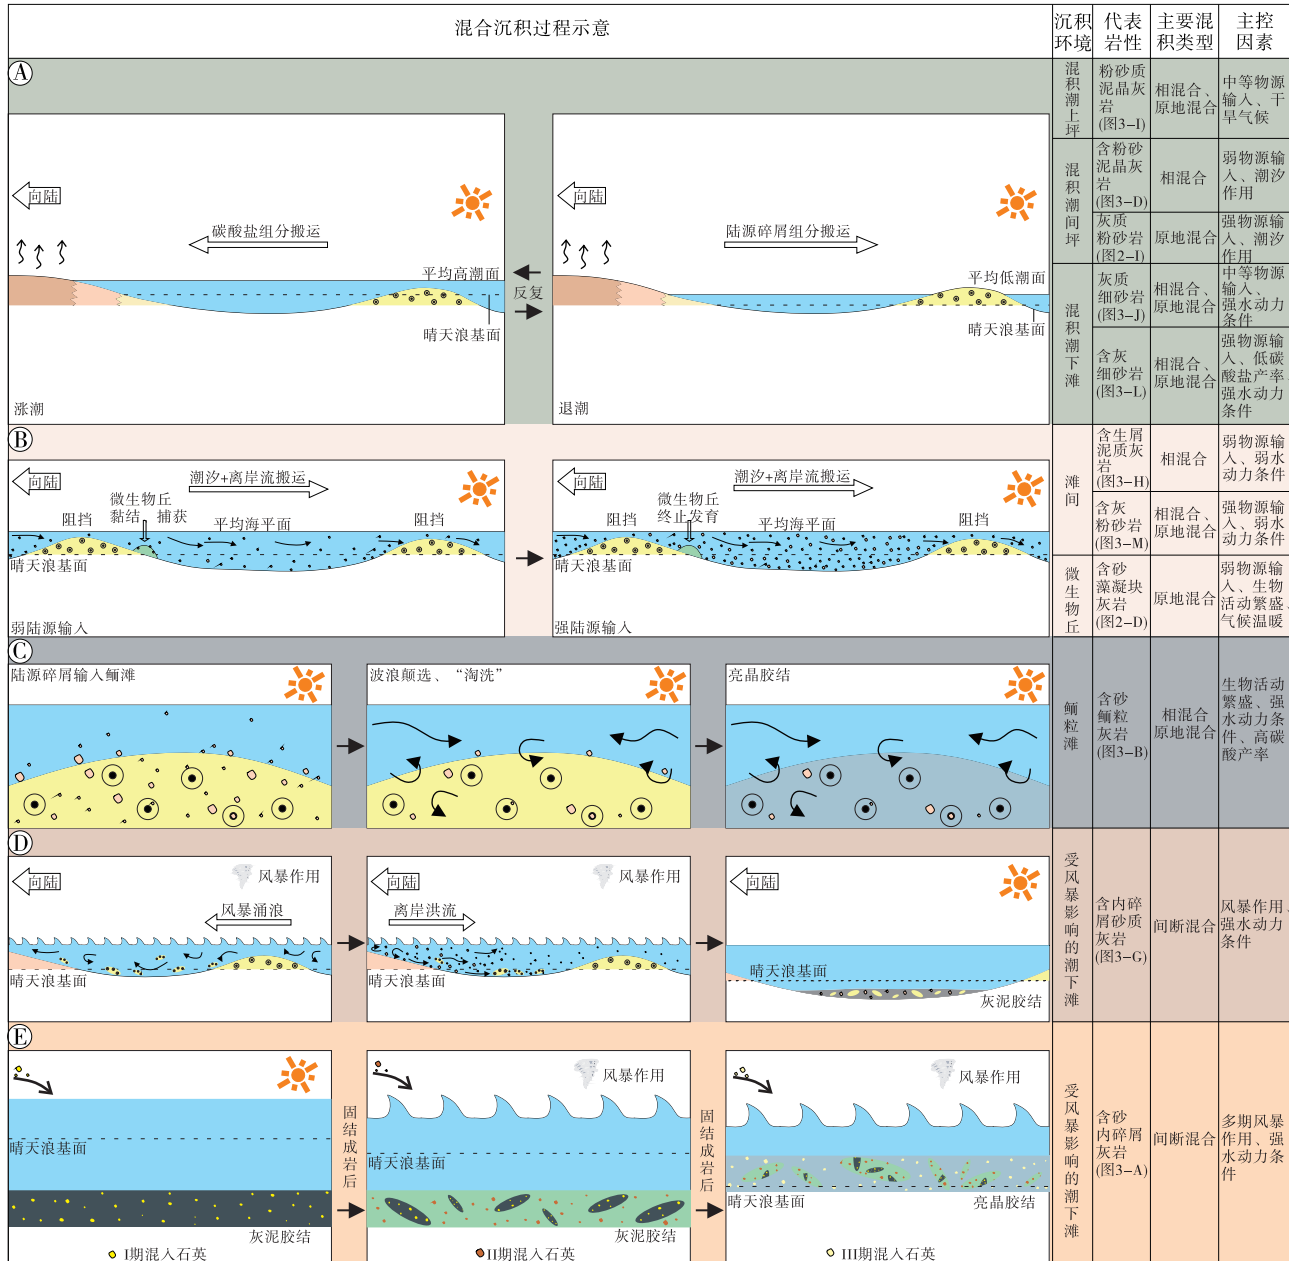 混合沉积过程示意
沉积
环境
代表
岩性
主要混
积类型
主控
因素
A
向陆
碳酸盐组分搬运
平均高潮面
晴天浪基面
涨潮
反复
向陆
陆源碎屑组分搬运
平均低潮面
晴天浪基面
退潮
混
积
潮
上
坪
粉砂质
泥晶灰
岩
(图3-I)
相混合、
原地混合
中等物源
输入、干
旱气候
混
积
潮
间
坪
含粉砂
泥晶灰
岩
(图3-D)
相混合
弱物源输
入、潮汐
作用
灰质
粉砂岩
(图2-I)
原地混合
强物源输
入、潮汐
作用
混
积
潮
下
滩
灰质
细砂岩
(图3-J)
相混合、
原地混合
中等物源
输入、
强水动力
条件
含灰
细砂岩
(图3-L)
相混合、
原地混合
强物源输
入、低碳
酸盐产率、
强水动力
条件
B
向陆
潮汐+离岸流搬运
微生物丘
黏结、捕获
阻挡
平均海平面
阻挡
晴天浪基面
弱陆源输入
向陆
潮汐+离岸流搬运
微生物丘
终止发育
阻挡
平均海平面
阻挡
晴天浪基面
强陆源输入
滩
间
含生屑
泥质灰
岩
(图3-H)
相混合
弱物源输
入、弱水
动力条件
含灰
粉砂岩
(图3-M)
相混合、
原地混合
强物源输
入、弱水
动力条件
微
生
物
丘
含砂
藻凝块
灰岩
(图2-D)
原地混合
弱物源输
入、生物
活动繁盛、
气候温暖
C
陆源碎屑输入鲕滩
波浪颠选、“淘洗”
亮晶胶结
鲕
粒
滩
含砂
鲕粒
灰岩
(图3-B)
相混合
原地混合
生物活动
繁盛、强
水动力条
件、高碳
酸产率
D
向陆
风暴作用
风暴涌浪
晴天浪基面
向陆
风暴作用
离岸洪流
晴天浪基面
向陆
晴天浪基面
灰泥胶结
受
风
暴
影
响
的
潮
下
滩
含内碎
屑砂质
灰岩
(图3-G)
间断混合
风暴作用、
强水动力
条件
E
晴天浪基面
灰泥胶结
I期混入石英
固
结
成
岩
后
风暴作用
晴天浪基面
灰泥胶结
II期混入石英
固
结
成
岩
后
风暴作用
晴天浪基面
亮晶胶结
III期混入石英
受
风
暴
影
响
的
潮
下
滩
含砂
内碎屑
灰岩
(图3-A)
间断混合
多期风暴
作用、强
水动力条
件